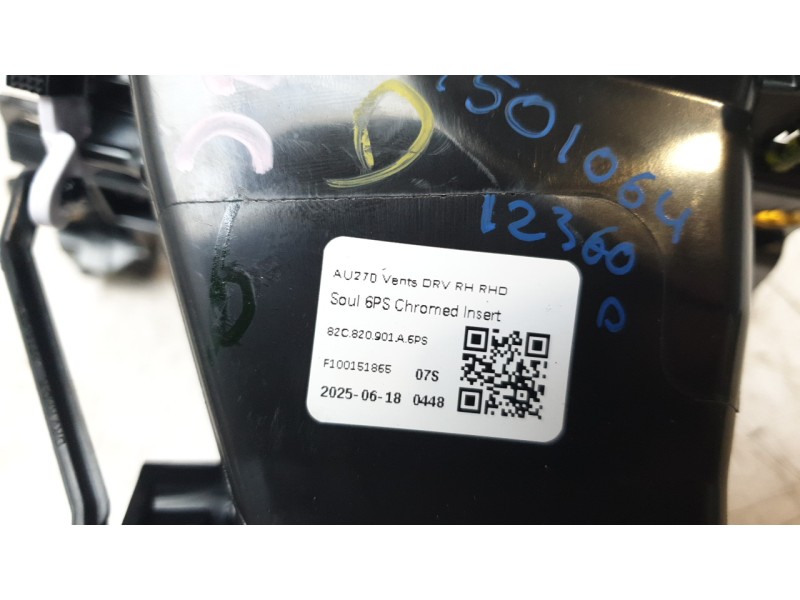 D
1501064
12360
D
AU270 Vents DRV RH RHD
Soul 6PS Chromed Insert
82C.820.901.A.6PS
F100151865 07S
2025-06-18 0448